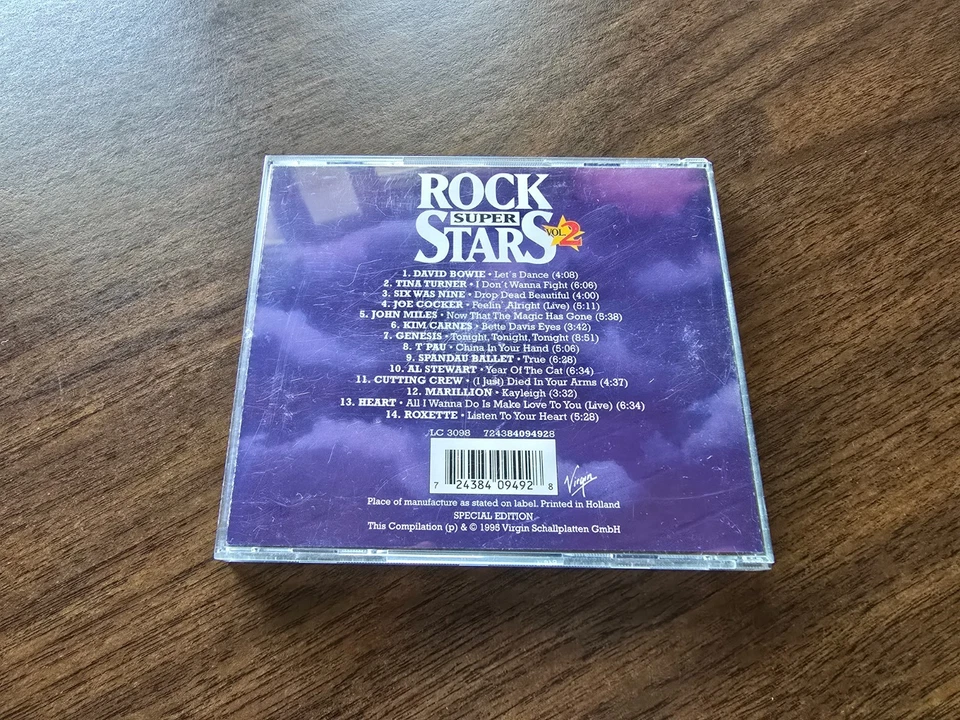 ROCK
SUPER
STARS VOL. 2
1. DAVID BOWIE • Let's Dance (4:08)
2. TINA TURNER • I Don't Wanna Fight (6:06)
3. SIX WAS NINE • Drop Dead Beautiful (4:00)
4. JOE COCKER • Feelin' Alright (Live) (5:11)
5. JOHN MILES • Now That The Magic Has Gone (5:38)
6. KIM CARNES • Bette Davis Eyes (3:42)
7. GENESIS • Tonight, Tonight, Tonight (8:51)
8. T'PAU • China In Your Hand (5:06)
9. SPANDAU BALLET • True (6:28)
10. AL STEWART • Year Of The Cat (6:34)
11. CUTTING CREW • (I Just) Died In Your Arms (4:37)
12. MARILLION • Kayleigh (3:32)
13. HEART • All I Wanna Do Is Make Love To You (Live) (6:34)
14. ROXETTE • Listen To Your Heart (5:28)
LC 3098 724384094928
7 24384 09492 8
Virgin
Place of manufacture as stated on label. Printed in Holland
SPECIAL EDITION.
This Compilation (p) & © 1995 Virgin Schallplatten GmbH